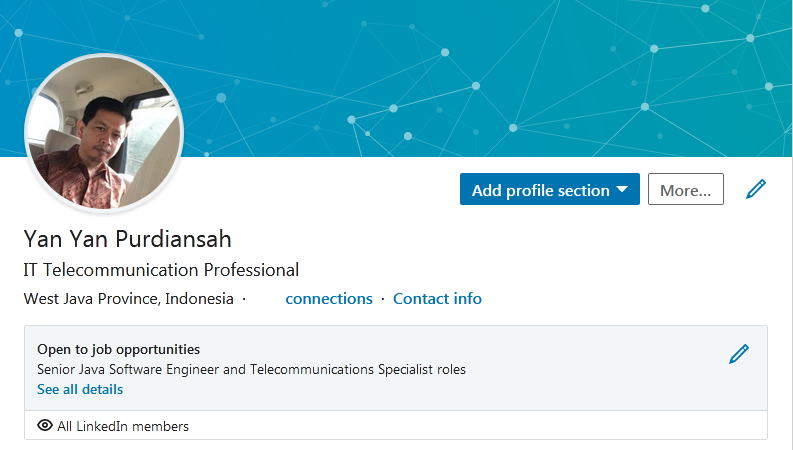 Add profile section
More...
Yan Yan Purdiansah
IT Telecommunication Professional
West Java Province, Indonesia · connections · Contact info
Open to job opportunities
Senior Java Software Engineer and Telecommunications Specialist roles
See all details
All LinkedIn members